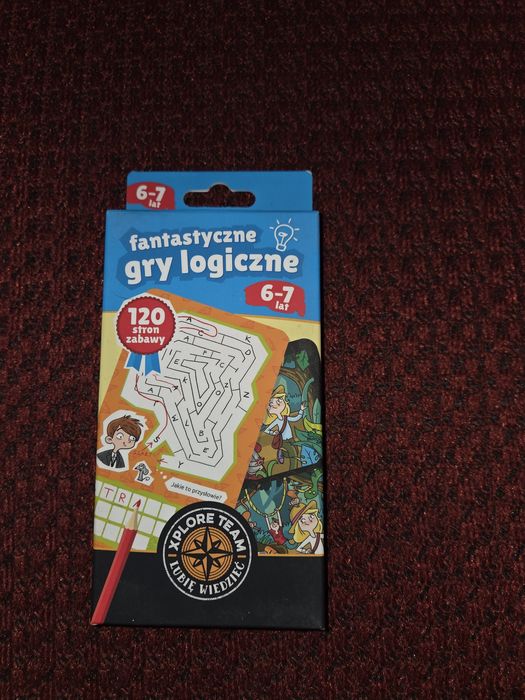 6-7
lat
fantastyczne
gry logiczne
6-7
lat
120
stron
zabawy
Jakie to przysłowie?
TRA
XPLORE TEAM
LUBIĘ WIEDZIEĆ